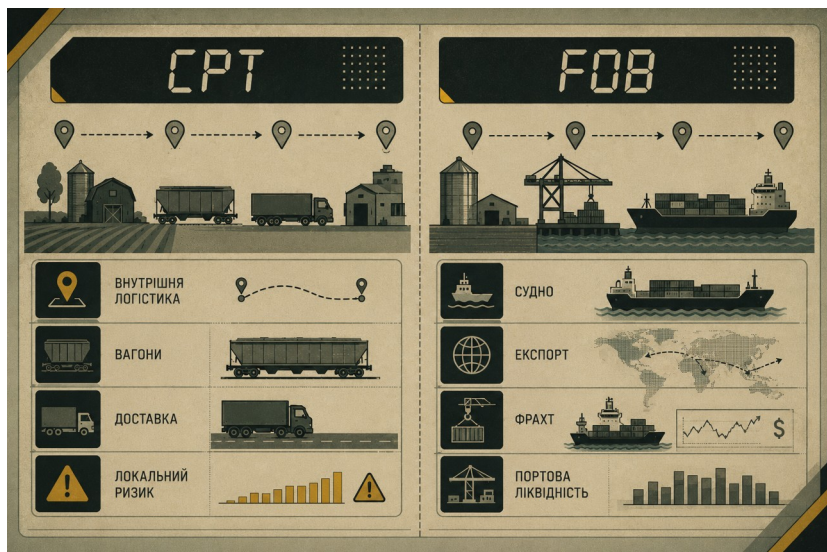 CPT
FOB
ВНУТРІШНЯ
ЛОГІСТИКА
ВАГОНИ
ДОСТАВКА
ЛОКАЛЬНИЙ
РИЗИК
СУДНО
ЕКСПОРТ
ФРАХТ
$
ПОРТОВА
ЛІКВІДНІСТЬ